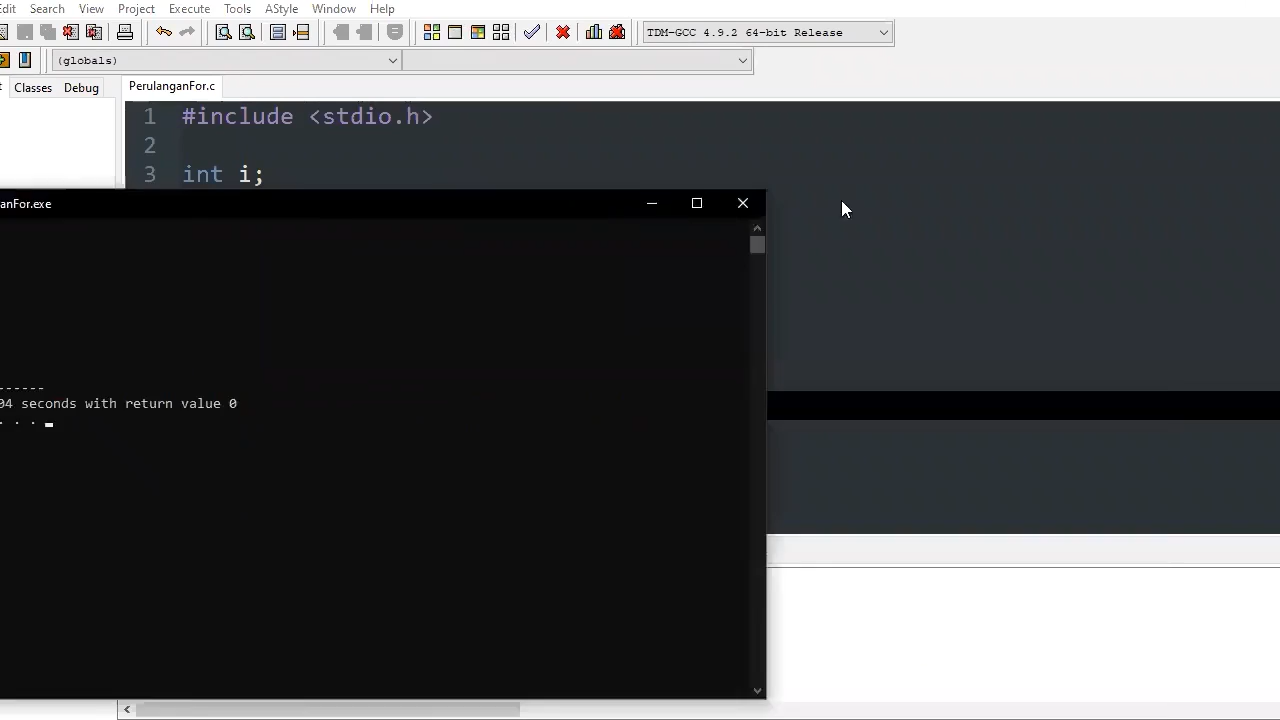 Edit Search View Project Execute Tools AStyle Window Help
TDM-GCC 4.9.2 64-bit Release
(globals)
Classes Debug
PerulanganFor.c
1 #include <stdio.h>
2
3 int i;
anFor.exe
------
04 seconds with return value 0
. . .